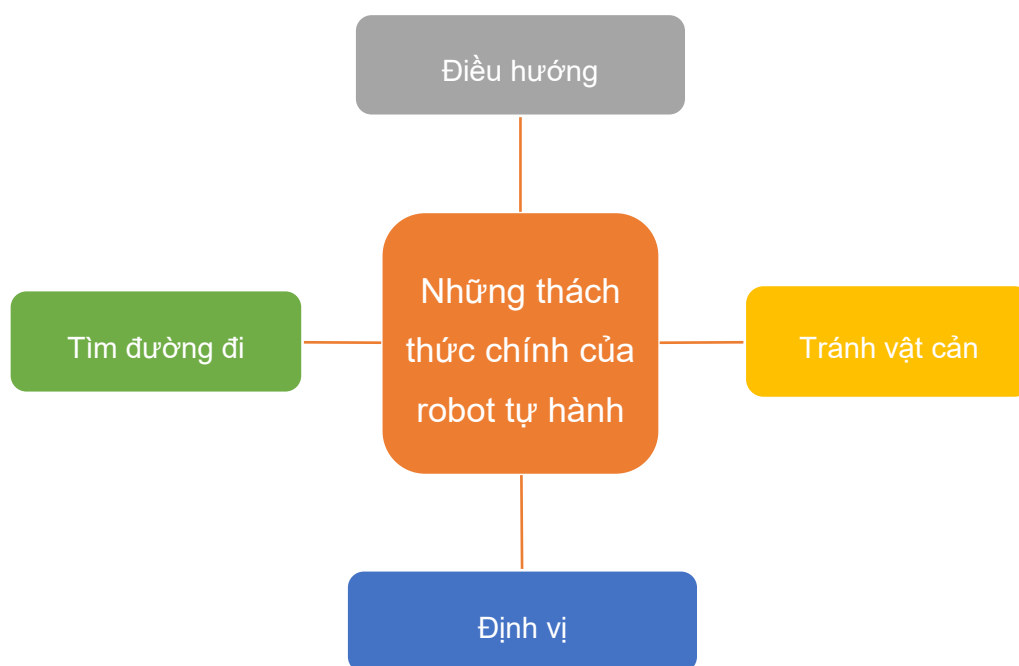 Điều hướng
Tìm đường đi
Những thách
thức chính của
robot tự hành
Tránh vật cản
Định vị